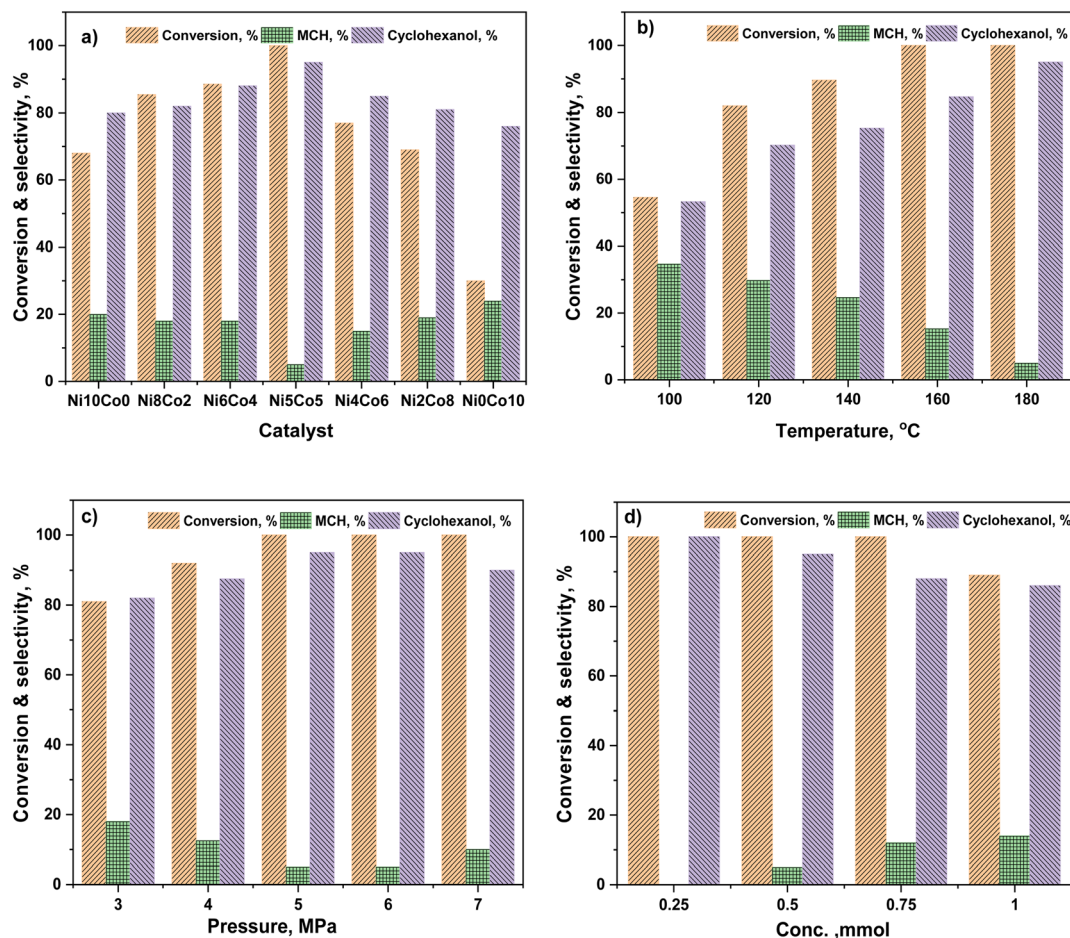 a)
Conversion, % MCH, % Cyclohexanol, %
Conversion & selectivity, %
100
80
60
40
20
0
Ni10Co0 Ni8Co2 Ni6Co4 Ni5Co5 Ni4Co6 Ni2Co8 Ni0Co10
Catalyst
b)
Conversion, % MCH, % Cyclohexanol, %
Conversion & selectivity, %
100
80
60
40
20
0
100 120 140 160 180
Temperature, °C
c)
Conversion, % MCH, % Cyclohexanol, %
Conversion & selectivity, %
100
80
60
40
20
0
3 4 5 6 7
Pressure, MPa
d)
Conversion, % MCH, % Cyclohexanol, %
Conversion & selectivity, %
100
80
60
40
20
0
0.25 0.5 0.75 1
Conc. ,mmol